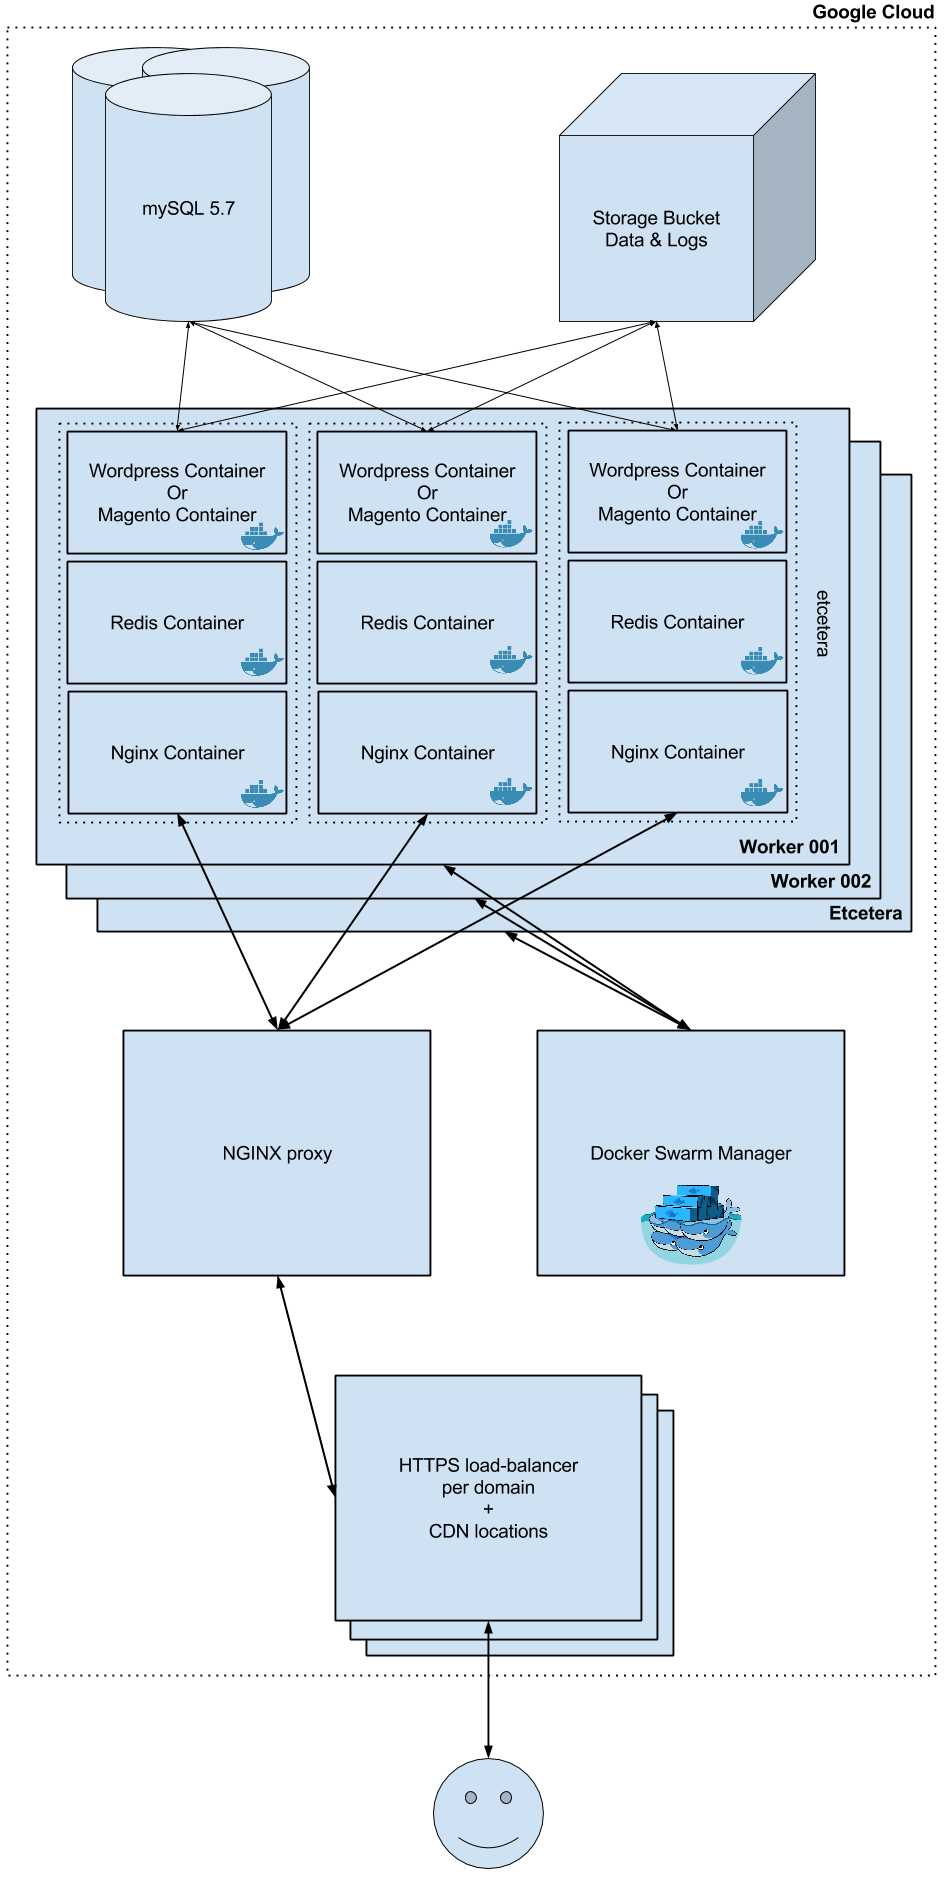 Google Cloud
mySQL 5.7
Storage Bucket
Data & Logs
Wordpress Container
Or
Magento Container
Wordpress Container
Or
Magento Container
Wordpress Container
Or
Magento Container
Redis Container
Redis Container
Redis Container
etcetera
Nginx Container
Nginx Container
Nginx Container
Worker 001
Worker 002
Etcetera
NGINX proxy
Docker Swarm Manager
HTTPS load-balancer
per domain
+
CDN locations